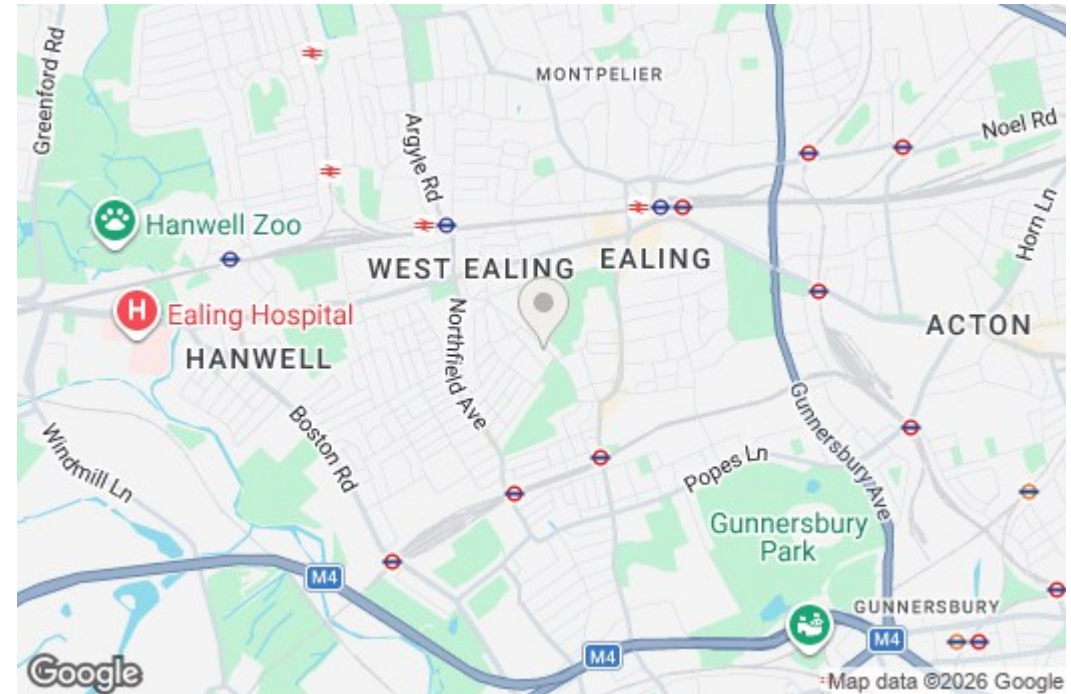 Greenford Rd
MONTPELIER
Noel Rd
Argyle Rd
Horn Ln
Hanwell Zoo
WEST EALING
EALING
H
Ealing Hospital
ACTON
HANWELL
Northfield Ave
Boston Rd
Gunnersbury Ave
Windmill Ln
Popes Ln
Gunnersbury
Park
M4
GUNNERSBURY
M4
M4
Google
Map data ©2026 Google